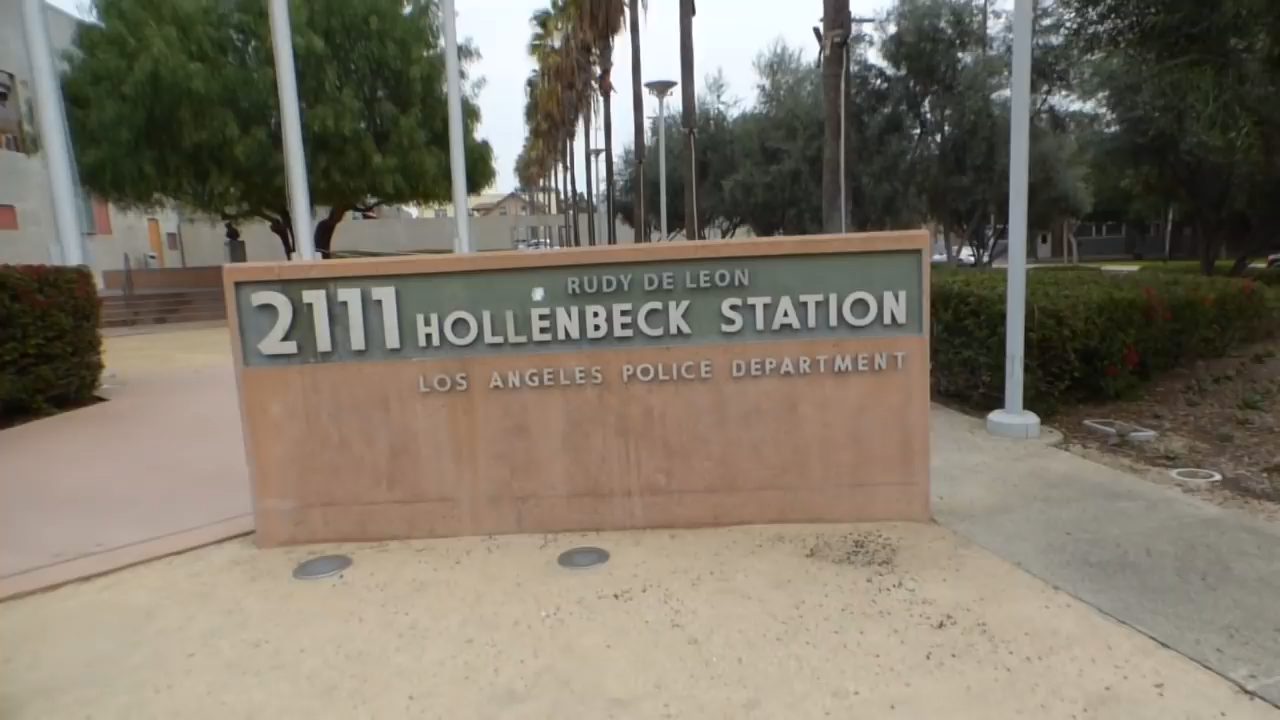 RUDY DE LEON
2111 HOLLENBECK STATION
LOS ANGELES POLICE DEPARTMENT